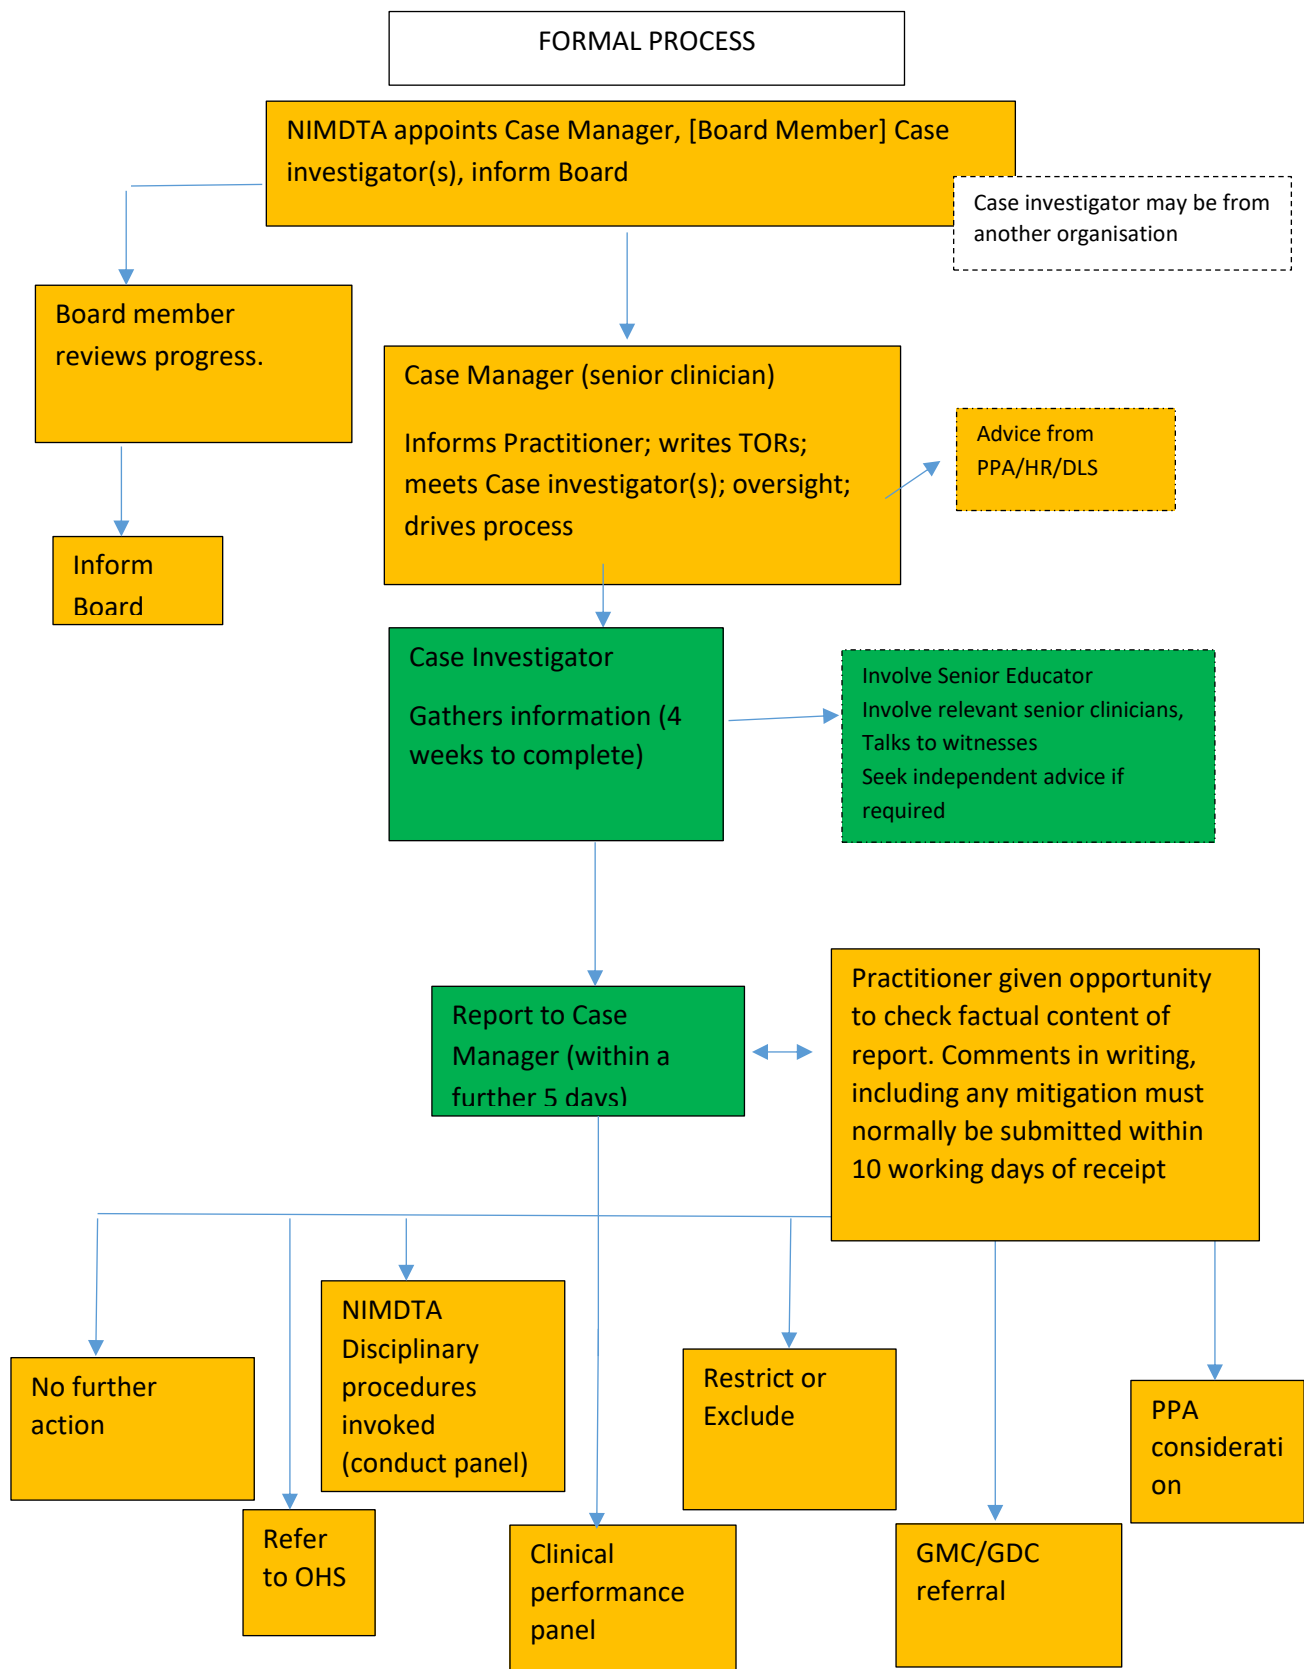 FORMAL PROCESS
NIMDTA appoints Case Manager, [Board Member] Case
investigator(s), inform Board
Case investigator may be from
another organisation
Board member
reviews progress.
Case Manager (senior clinician)
Informs Practitioner; writes TORs;
meets Case investigator(s); oversight;
drives process
Advice from
PPA/HR/DLS
Inform
Board
Case Investigator
Gathers information (4
weeks to complete)
Involve Senior Educator
Involve relevant senior clinicians,
Talks to witnesses
Seek independent advice if
required
Report to Case
Manager (within a
further 5 days)
Practitioner given opportunity
to check factual content of
report. Comments in writing,
including any mitigation must
normally be submitted within
10 working days of receipt
No further
action
Refer
to OHS
NIMDTA
Disciplinary
procedures
invoked
(conduct panel)
Clinical
performance
panel
Restrict or
Exclude
GMC/GDC
referral
PPA
considerati
on